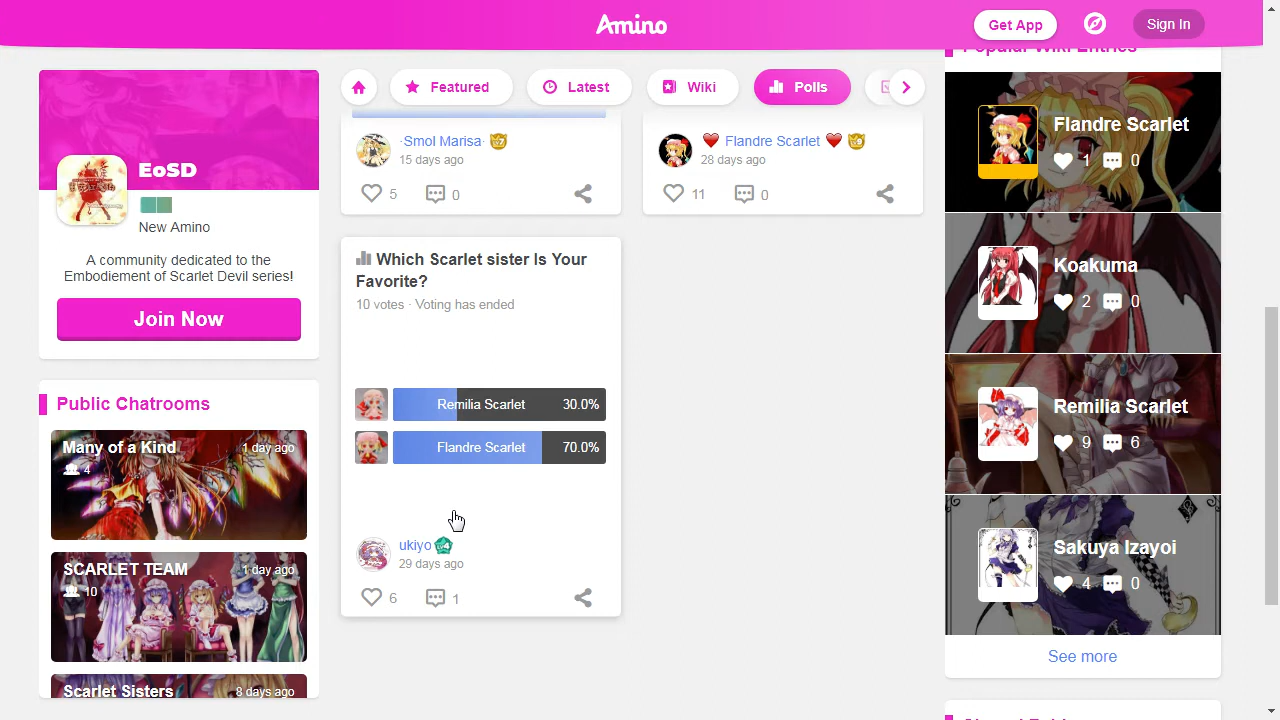 Amino
Get App
Sign In
EoSD
New Amino
A community dedicated to the
Embodiement of Scarlet Devil series!
Join Now
Public Chatrooms
Many of a Kind
1 day ago
4
SCARLET TEAM
1 day ago
10
Scarlet Sisters
8 days ago
Featured
Latest
Wiki
Polls
·Smol Marisa·
15 days ago
5
0
Flandre Scarlet
28 days ago
11
0
Which Scarlet sister Is Your
Favorite?
10 votes · Voting has ended
Remilia Scarlet
30.0%
Flandre Scarlet
70.0%
ukiyo
29 days ago
6
1
Popular Wiki Entries
Flandre Scarlet
1
0
Koakuma
2
0
Remilia Scarlet
9
6
Sakuya Izayoi
4
0
See more